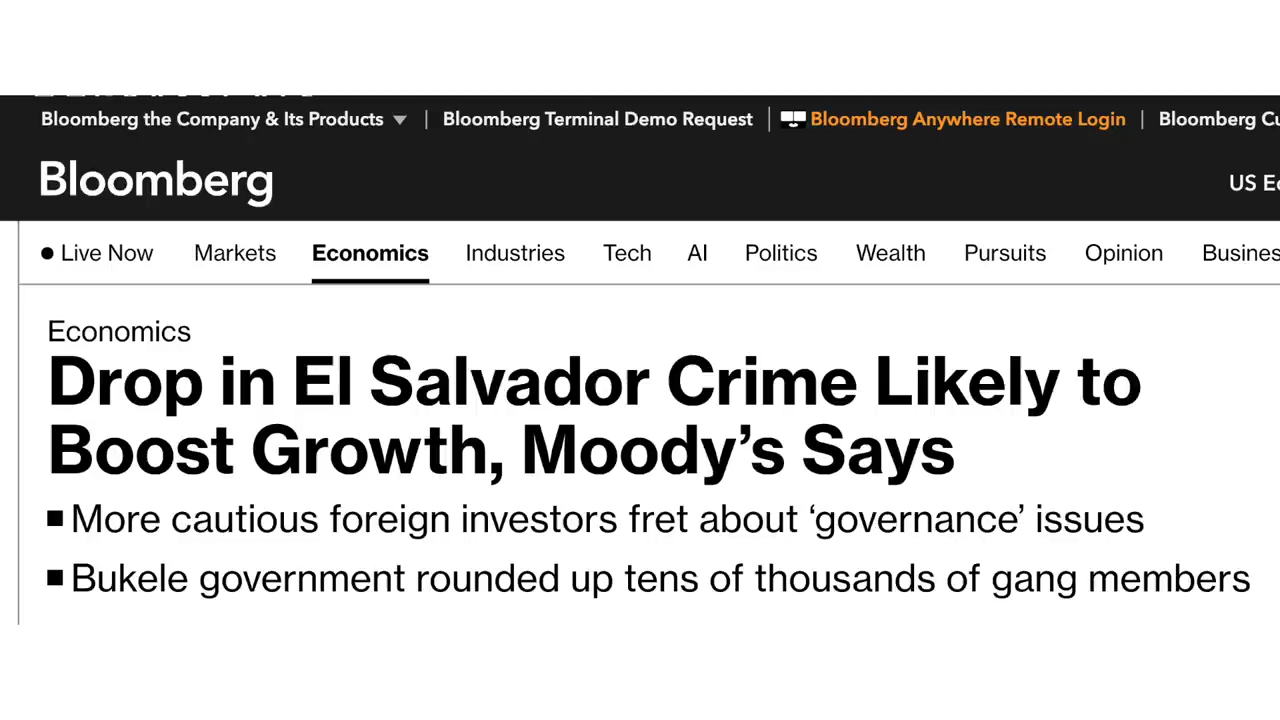 Bloomberg the Company & Its Products ▼ | Bloomberg Terminal Demo Request | Bloomberg Anywhere Remote Login | Bloomberg
Bloomberg
US
• Live Now Markets Economics Industries Tech AI Politics Wealth Pursuits Opinion
Economics
Drop in El Salvador Crime Likely to
Boost Growth, Moody’s Says
■ More cautious foreign investors fret about ‘governance’ issues
■ Bukele government rounded up tens of thousands of gang members